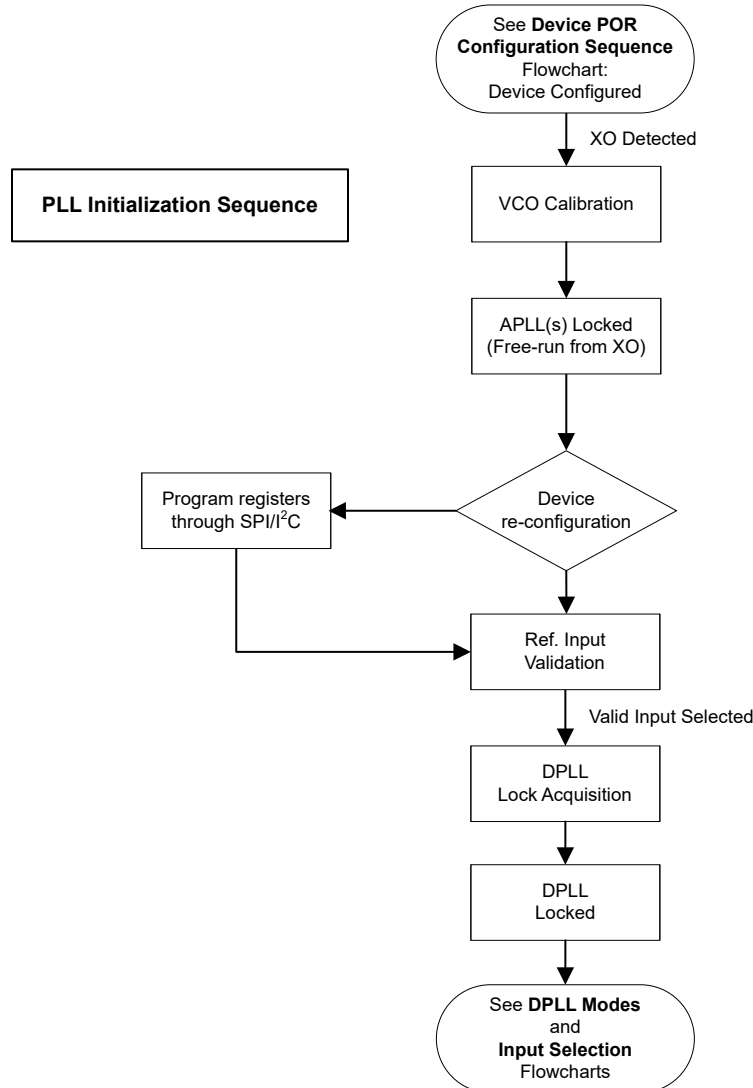 See Device POR
Configuration Sequence
Flowchart:
Device Configured
XO Detected
PLL Initialization Sequence
VCO Calibration
APLL(s) Locked
(Free-run from XO)
Device
re-configuration
Program registers
through SPI/I²C
Ref. Input
Validation
Valid Input Selected
DPLL
Lock Acquisition
DPLL
Locked
See DPLL Modes
and
Input Selection
Flowcharts